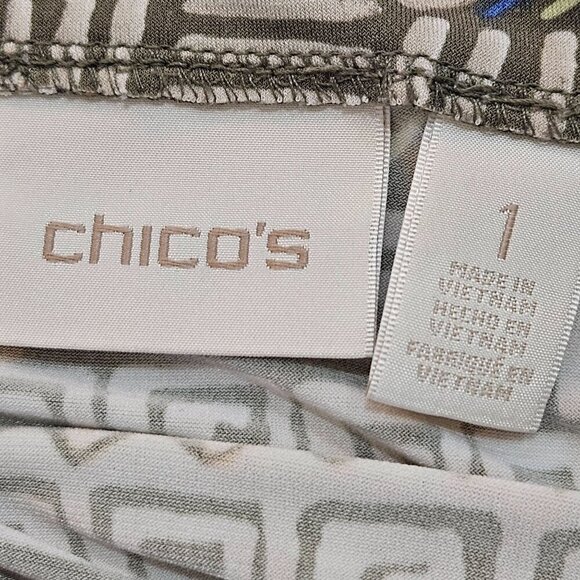 chico's
1
MADE IN
VIETNAM
HECHO EN
VIETNAM
FABRIQUÉ EN
VIETNAM